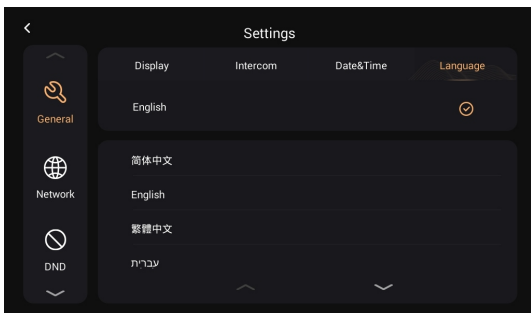 Settings
Display Intercom Date&Time Language
General
English
Network
简体中文
English
繁體中文
עברית
DND